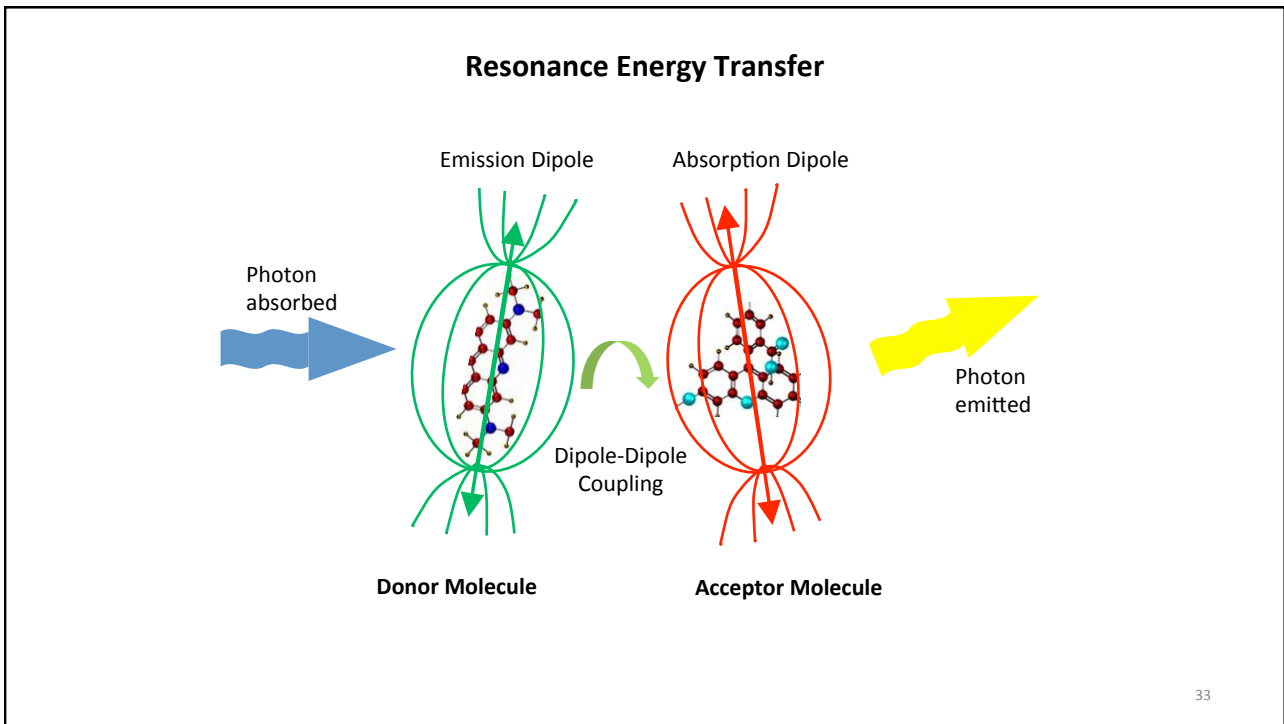 Resonance Energy Transfer
Emission Dipole
Absorption Dipole
Photon
absorbed
Photon
emitted
Dipole-Dipole
Coupling
Donor Molecule
Acceptor Molecule
33